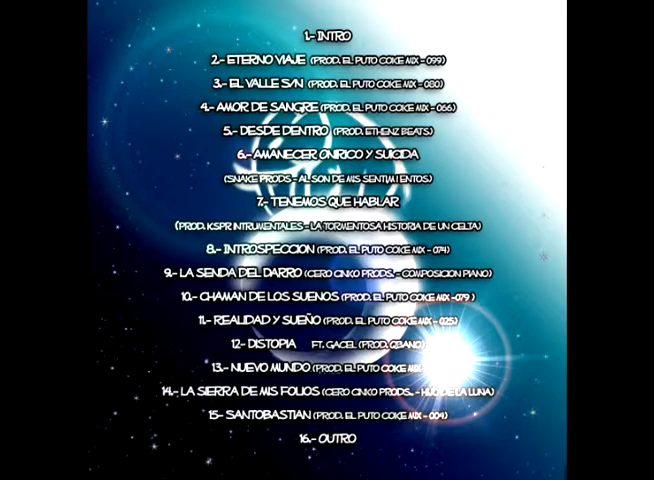 1.- INTRO
2.- ETERNO VIAJE (PROD. EL PUTO COKE MIX - 099)
3.- EL VALLE S/N (PROD. EL PUTO COKE MIX - 080)
4.- AMOR DE SANGRE (PROD. EL PUTO COKE MIX - 066)
5.- DESDE DENTRO (PROD. ETHENZ BEATS)
6.- AMANECER ONIRICO Y SUICIDA
(SNAKE PRODS - AL SON DE MIS SENTIMIENTOS)
7.- TENEMOS QUE HABLAR
(PROD. KSPR INTRUMENTALES - LA TORMENTOSA HISTORIA DE UN CELTA)
8.- INTROSPECCION (PROD. EL PUTO COKE MIX - 074)
9.- LA SENDA DEL DARRO (CERO CINKO PRODS. - COMPOSICION PIANO)
10.- CHAMAN DE LOS SUENOS (PROD. EL PUTO COKE MIX -079 )
11.- REALIDAD Y SUEÑO (PROD. EL PUTO COKE MIX - 025)
12- DISTOPIA FT. GACEL (PROD. QBANO)
13.- NUEVO MUNDO (PROD. EL PUTO COKE MIX
14.- LA SIERRA DE MIS FOLIOS (CERO CINKO PRODS.. - HIJO DE LA LUNA)
15- SANTOBASTIAN (PROD. EL PUTO COKE MIX - 004)
16.- OUTRO